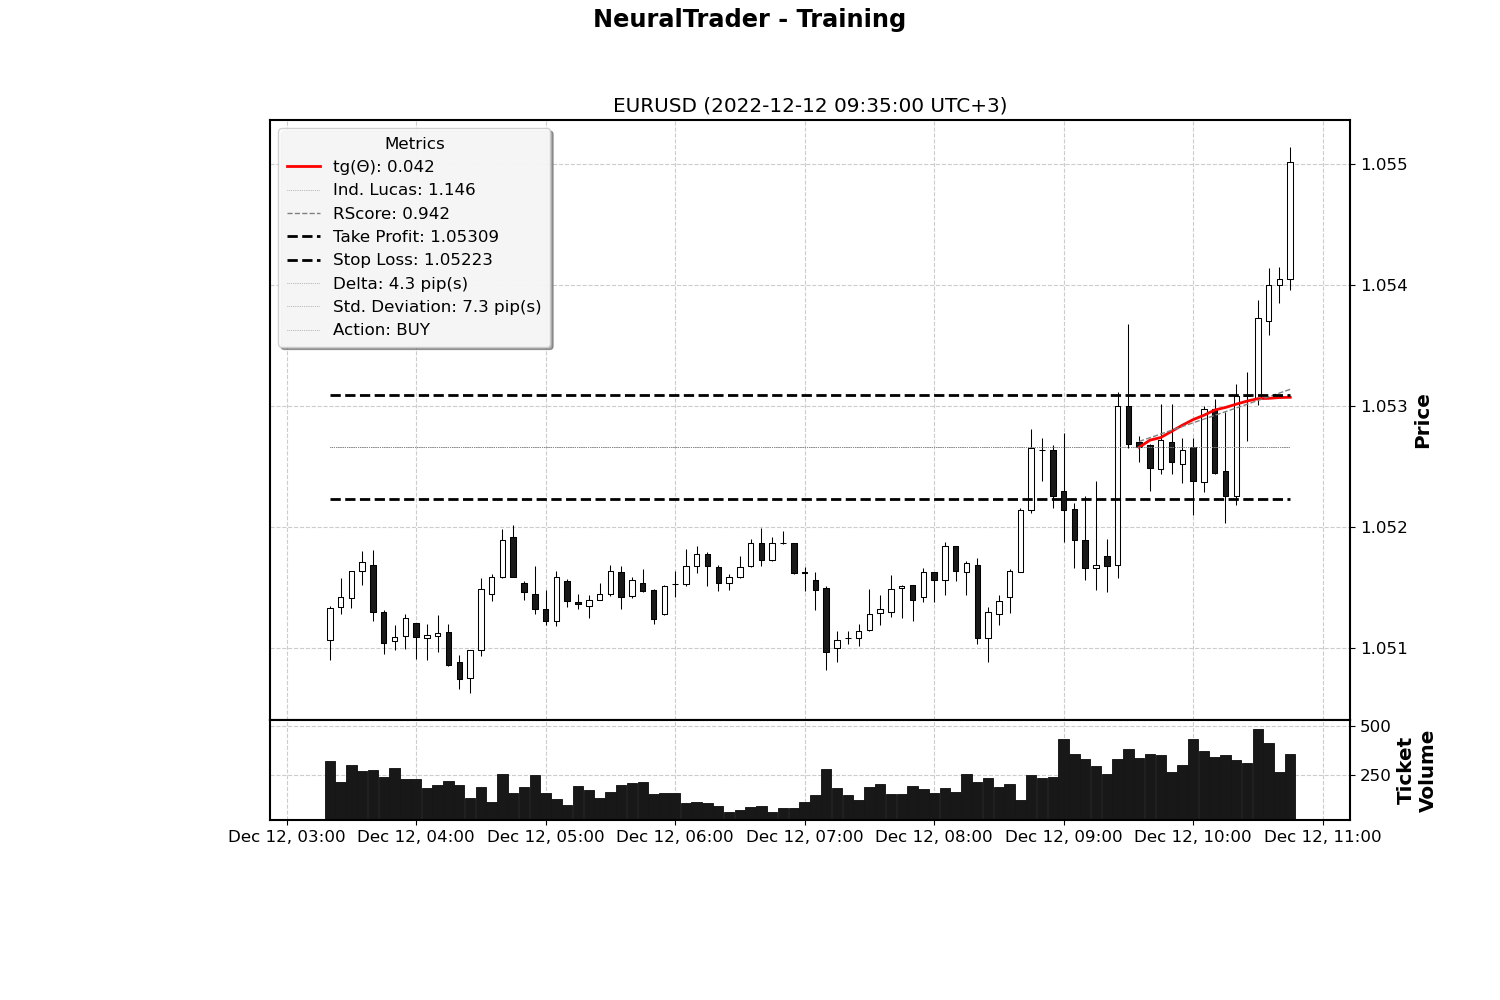 NeuralTrader - Training
EURUSD (2022-12-12 09:35:00 UTC+3)
Metrics
tg(Θ): 0.042
Ind. Lucas: 1.146
RScore: 0.942
Take Profit: 1.05309
Stop Loss: 1.05223
Delta: 4.3 pip(s)
Std. Deviation: 7.3 pip(s)
Action: BUY
1.055
1.054
1.053
1.052
1.051
Price
500
250
Ticket
Volume
Dec 12, 03:00 Dec 12, 04:00 Dec 12, 05:00 Dec 12, 06:00 Dec 12, 07:00 Dec 12, 08:00 Dec 12, 09:00 Dec 12, 10:00 Dec 12, 11:00